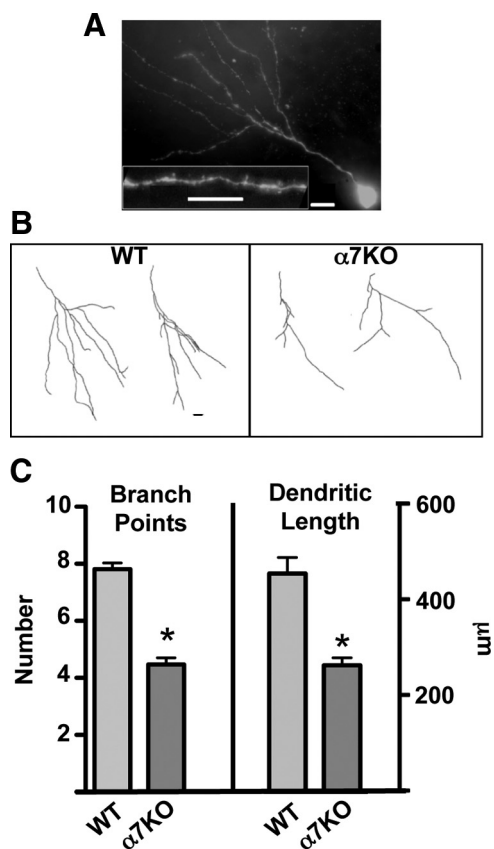 A
B
WT
α7KO
C
Branch
Points
Dendritic
Length
10
8
6
4
2
Number
600
400
200
μm
WT
α7KO
WT
α7KO
*
*